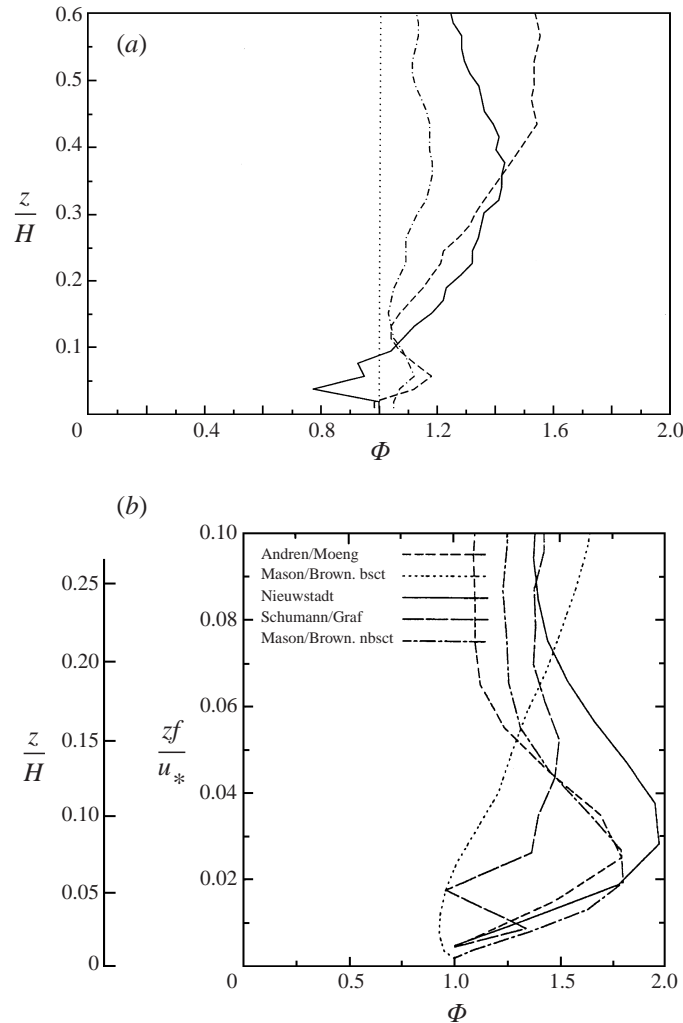 (a)
0.6
0.5
0.4
z
H
0.3
0.2
0.1
0 0.4 0.8 1.2 1.6 2.0
Φ
(b)
0.10
Andren/Moeng
Mason/Brown. bsct
Nieuwstadt
Schumann/Graf
Mason/Brown. nbsct
0.25
0.08
0.20
0.06
z
H
0.15
zf
u*
0.10
0.04
0.05
0.02
0
0 0.5 1.0 1.5 2.0
Φ